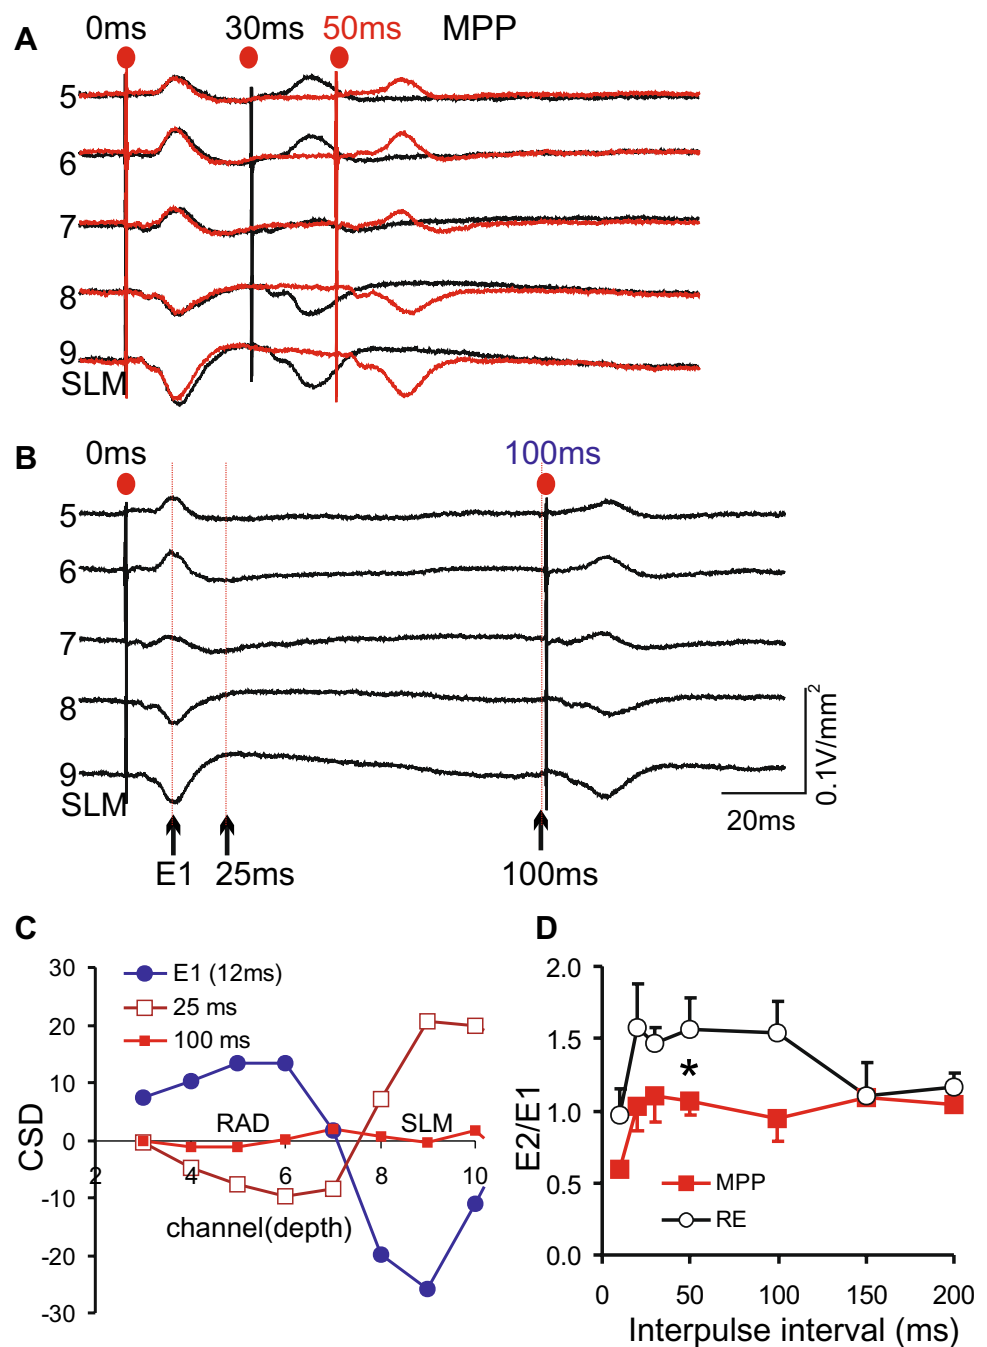 A
0ms 30ms 50ms MPP
5
6
7
8
9
SLM
B
0ms 100ms
5
6
7
8
9
SLM
0.1V/mm²
20ms
E1 25ms 100ms
C
30
20
10
0
-10
-20
-30
CSD
E1 (12ms)
25 ms
100 ms
RAD SLM
2 4 6 8 10
channel(depth)
D
2.0
1.5
1.0
0.5
0.0
E2/E1
*
MPP
RE
0 50 100 150 200
Interpulse interval (ms)